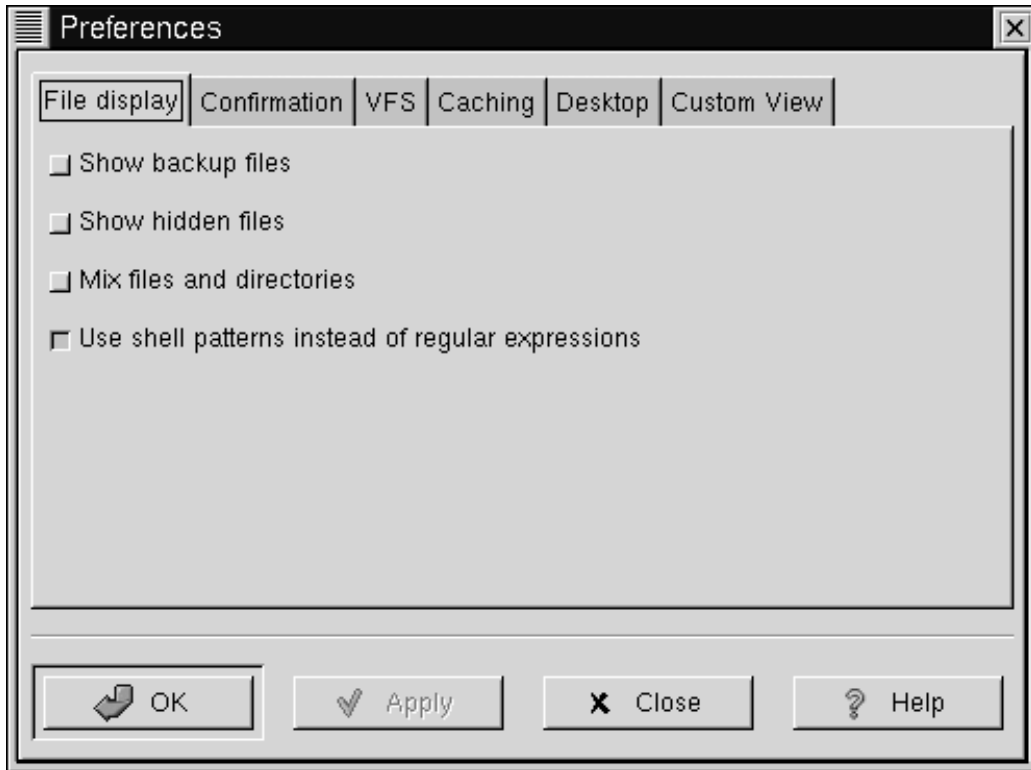 Preferences
File display Confirmation VFS Caching Desktop Custom View
Show backup files
Show hidden files
Mix files and directories
Use shell patterns instead of regular expressions
OK Apply Close Help